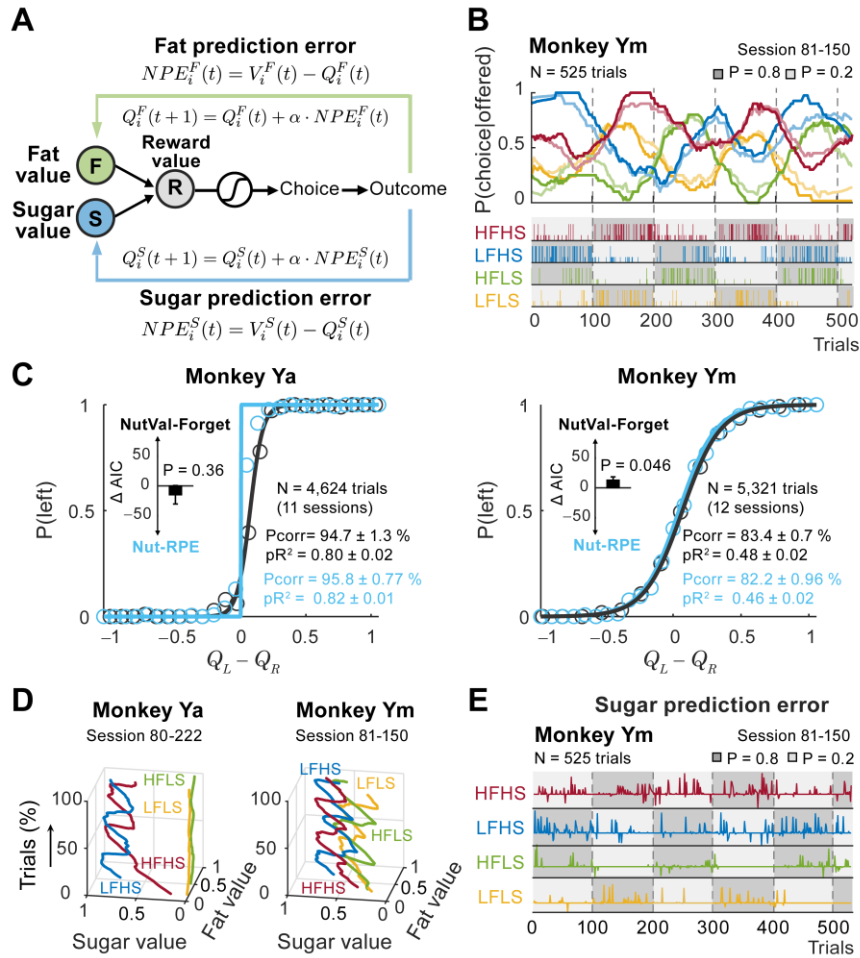 A
Fat prediction error
NPE_i^F(t) = V_i^F(t) − Q_i^F(t)
Q_i^F(t+1) = Q_i^F(t) + α · NPE_i^F(t)
Fat
value
F
Reward
value
R
Choice
Outcome
Sugar
value
S
Q_i^S(t+1) = Q_i^S(t) + α · NPE_i^S(t)
Sugar prediction error
NPE_i^S(t) = V_i^S(t) − Q_i^S(t)
B
Monkey Ym
Session 81-150
N = 525 trials
P = 0.8
P = 0.2
P(choice|offered)
1
0.5
0
HFHS
LFHS
HFLS
LFLS
0 100 200 300 400 500
Trials
C
Monkey Ya
P(left)
1
0.5
0
NutVal-Forget
Δ AIC
50
0
−50
P = 0.36
Nut-RPE
N = 4,624 trials
(11 sessions)
Pcorr = 94.7 ± 1.3 %
pR² = 0.80 ± 0.02
Pcorr = 95.8 ± 0.77 %
pR² = 0.82 ± 0.01
−1 −0.5 0 0.5 1
Q_L − Q_R
Monkey Ym
P(left)
1
0.5
0
NutVal-Forget
Δ AIC
50
0
−50
P = 0.046
Nut-RPE
N = 5,321 trials
(12 sessions)
Pcorr = 83.4 ± 0.7 %
pR² = 0.48 ± 0.02
Pcorr = 82.2 ± 0.96 %
pR² = 0.46 ± 0.02
−1 −0.5 0 0.5 1
Q_L − Q_R
D
Monkey Ya
Session 80-222
Trials (%)
100
50
0
HFLS
LFLS
HFHS
LFHS
1 0.5 0
Sugar value
0 0.5 1
Fat value
Monkey Ym
Session 81-150
100
50
0
LFHS
LFLS
HFLS
HFHS
1 0.5 0
Sugar value
0 0.5 1
Fat value
E
Sugar prediction error
Monkey Ym
Session 81-150
N = 525 trials
P = 0.8
P = 0.2
HFHS
LFHS
HFLS
LFLS
0 100 200 300 400 500
Trials